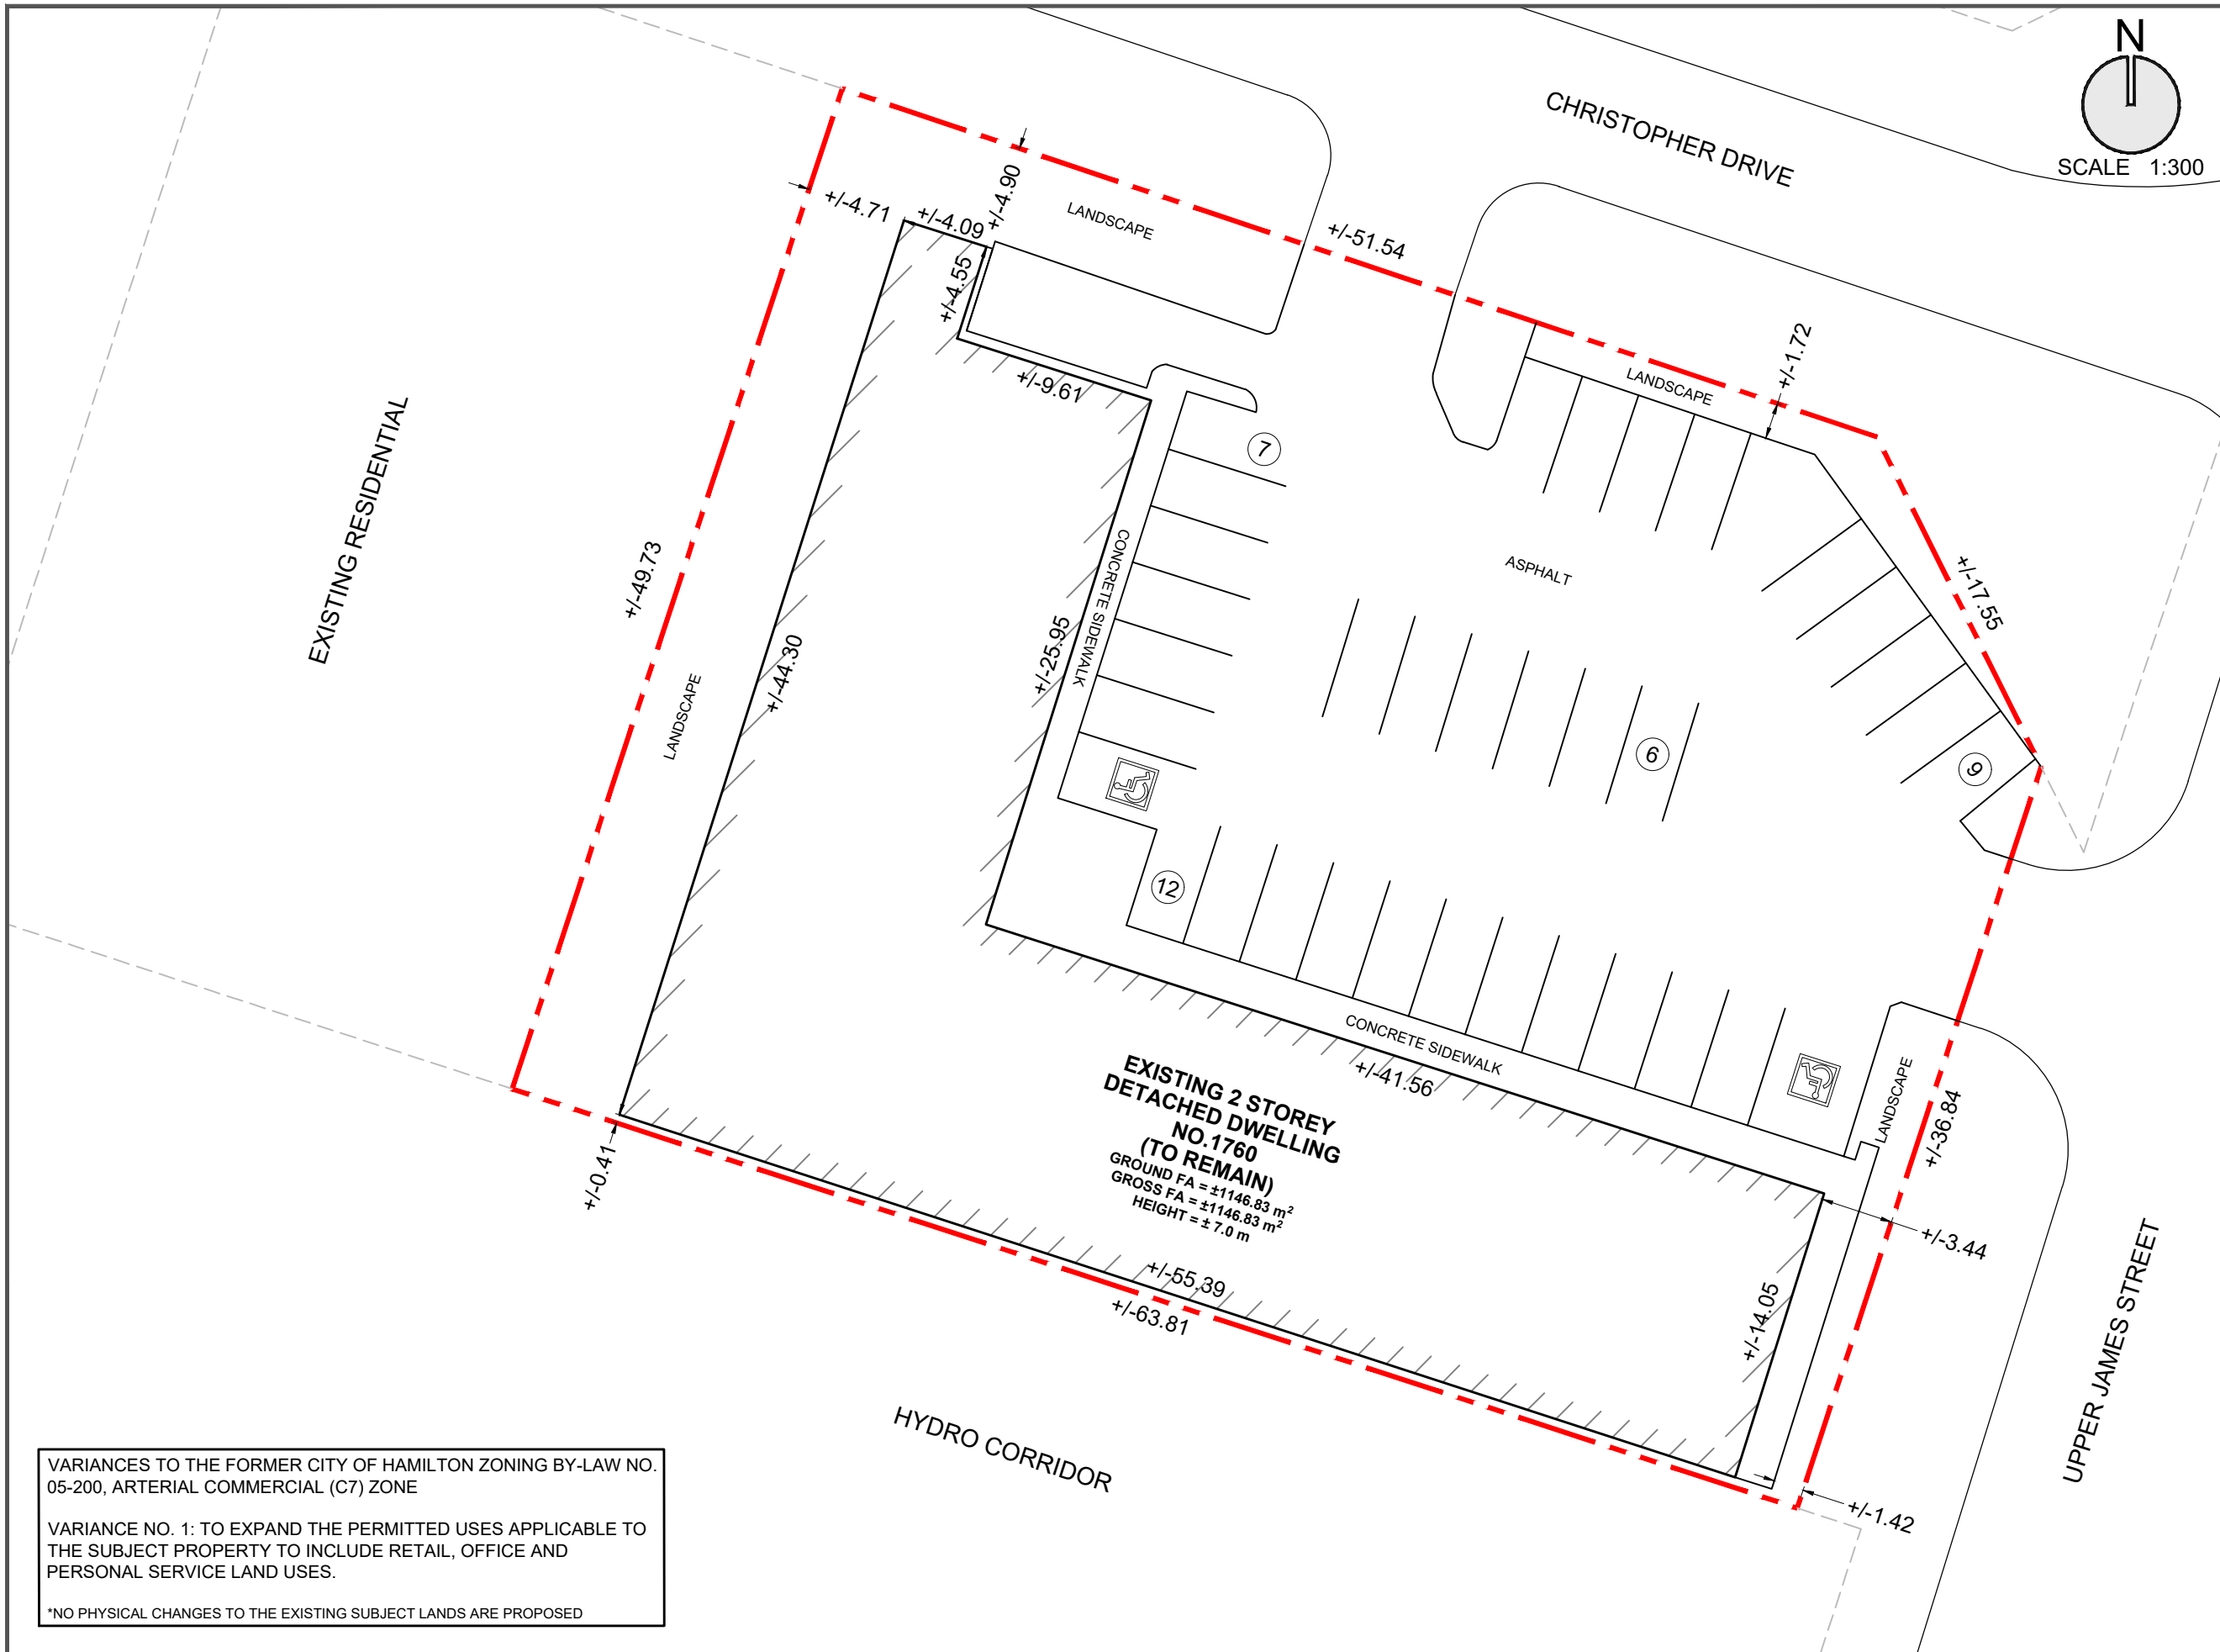 N
SCALE 1:300
CHRISTOPHER DRIVE
+/-4.90
+/-4.71
+/-4.09
LANDSCAPE
+/-51.54
+/-4.55
+/-1.72
LANDSCAPE
+/-9.61
7
EXISTING RESIDENTIAL
+/-49.73
CONCRETE SIDEWALK
ASPHALT
+/-17.55
+/-25.95
LANDSCAPE
+/-44.30
6
9
12
CONCRETE SIDEWALK
+/-41.56
LANDSCAPE
+/-36.84
EXISTING 2 STOREY
DETACHED DWELLING
NO.1760
(TO REMAIN)
GROUND FA = ±1146.83 m²
GROSS FA = ±1146.83 m²
HEIGHT = ± 7.0 m
+/-0.41
+/-3.44
+/-55.39
+/-63.81
+/-14.05
UPPER JAMES STREET
HYDRO CORRIDOR
+/-1.42
VARIANCES TO THE FORMER CITY OF HAMILTON ZONING BY-LAW NO.
05-200, ARTERIAL COMMERCIAL (C7) ZONE
VARIANCE NO. 1: TO EXPAND THE PERMITTED USES APPLICABLE TO
THE SUBJECT PROPERTY TO INCLUDE RETAIL, OFFICE AND
PERSONAL SERVICE LAND USES.
*NO PHYSICAL CHANGES TO THE EXISTING SUBJECT LANDS ARE PROPOSED